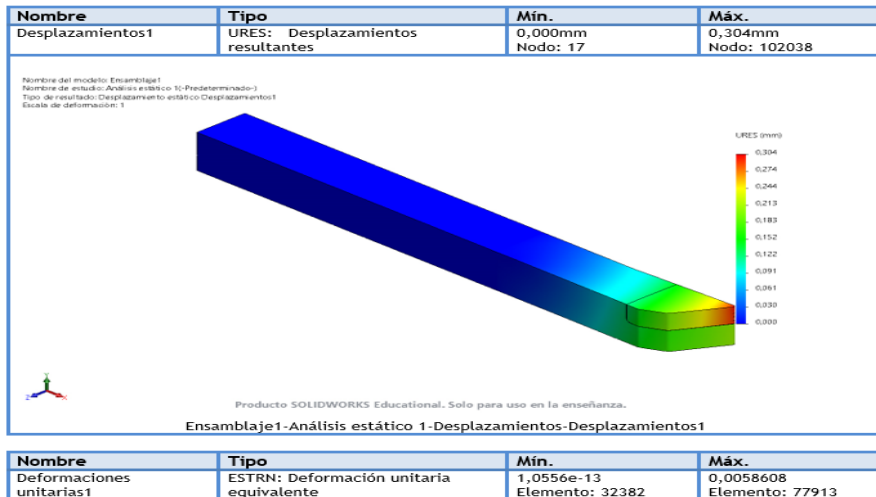 Nombre Tipo Mín. Máx.
Desplazamientos1 URES: Desplazamientos resultantes 0,000mm Nodo: 17 0,304mm Nodo: 102038
Nombre del modelo: Ensamblaje1
Nombre de estudio: Análisis estático 1(-Predeterminado-)
Tipo de resultado: Desplazamiento estático Desplazamientos1
Escala de deformación: 1
URES (mm)
0,304
0,274
0,244
0,213
0,183
0,152
0,122
0,091
0,061
0,030
0,000
Y
Z
X
Producto SOLIDWORKS Educational. Solo para uso en la enseñanza.
Ensamblaje1-Análisis estático 1-Desplazamientos-Desplazamientos1
Nombre Tipo Mín. Máx.
Deformaciones unitarias1 ESTRN: Deformación unitaria equivalente 1,0556e-13 Elemento: 32382 0,0058608 Elemento: 77913